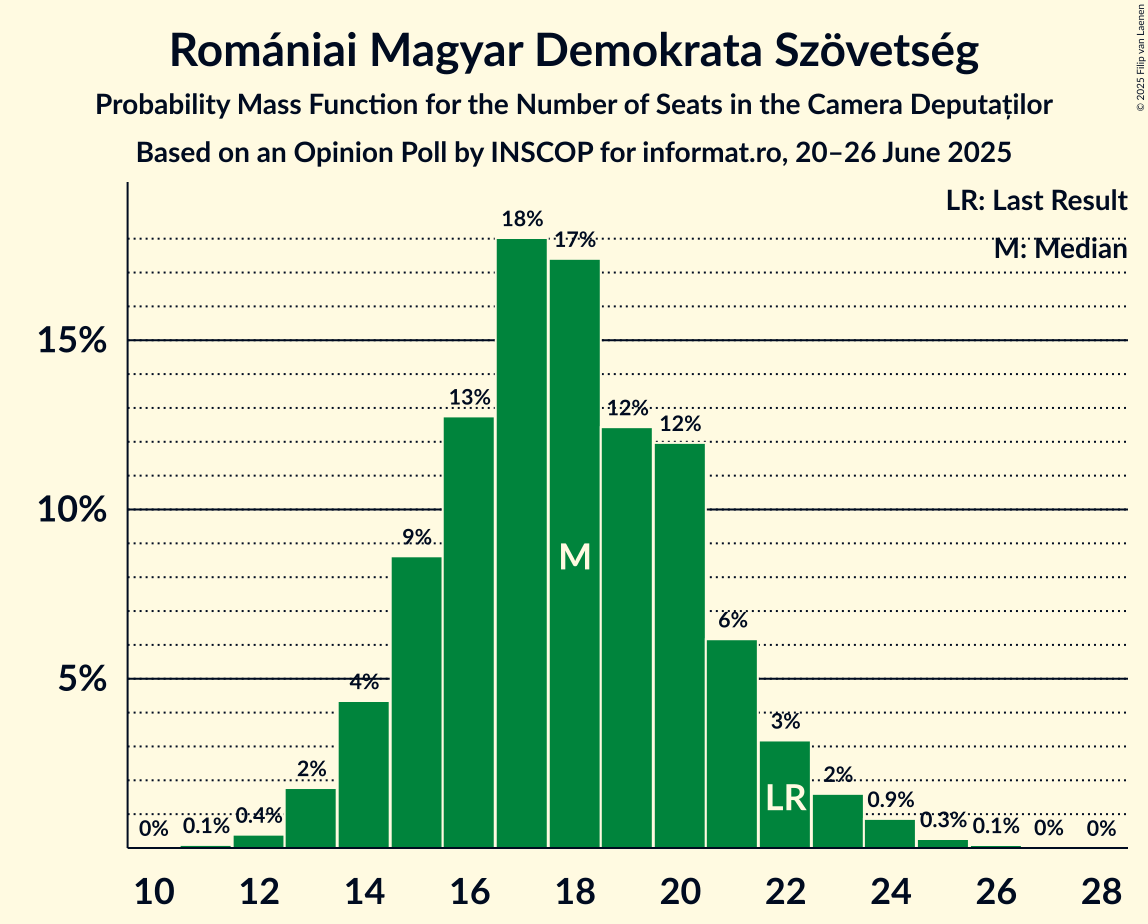 Romániai Magyar Demokrata Szövetség
Probability Mass Function for the Number of Seats in the Camera Deputaților
Based on an Opinion Poll by INSCOP for informat.ro, 20–26 June 2025
© 2025 Filip van Laenen
LR: Last Result
M: Median
15%
10%
5%
0%
0.1%
0.4%
2%
4%
9%
13%
18%
17%
12%
12%
6%
3%
2%
0.9%
0.3%
0.1%
0%
0%
M
LR
10 12 14 16 18 20 22 24 26 28